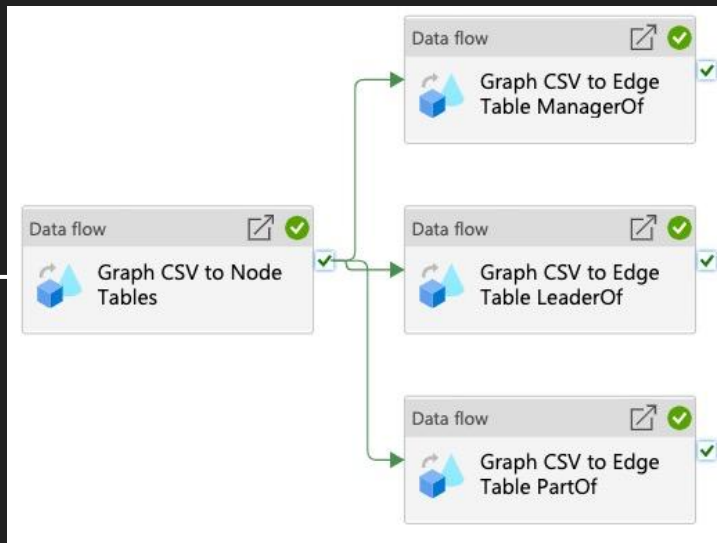 Data flow
Graph CSV to Edge
Table ManagerOf
Data flow
Graph CSV to Node
Tables
Data flow
Graph CSV to Edge
Table LeaderOf
Data flow
Graph CSV to Edge
Table PartOf